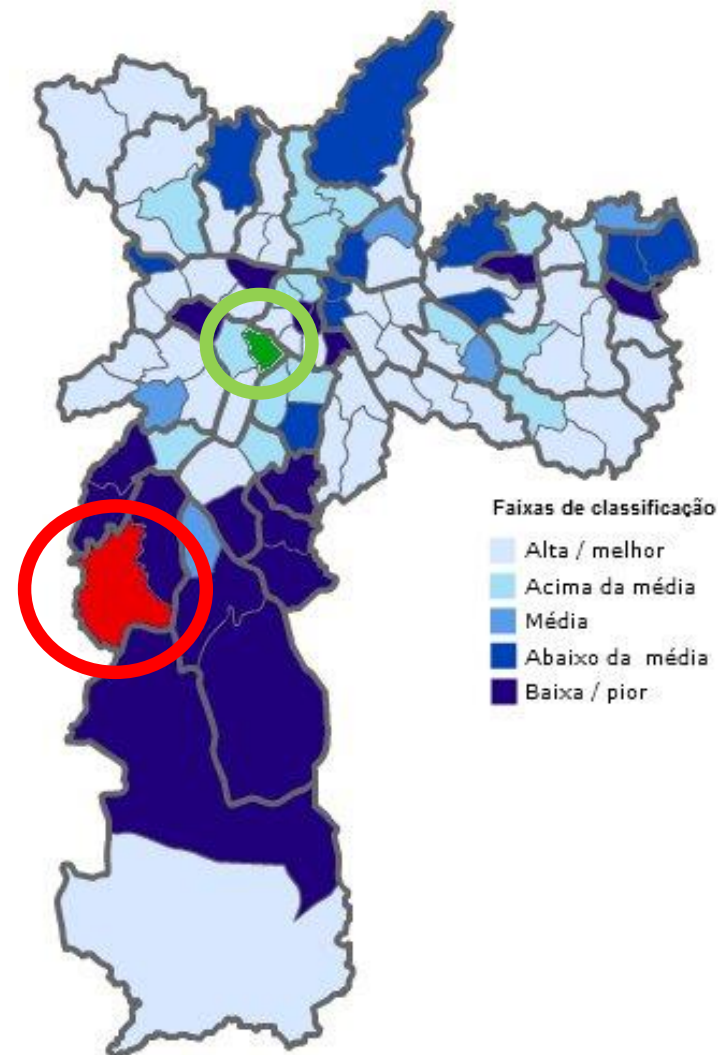 Faixas de classificação
Alta / melhor
Acima da média
Média
Abaixo da média
Baixa / pior